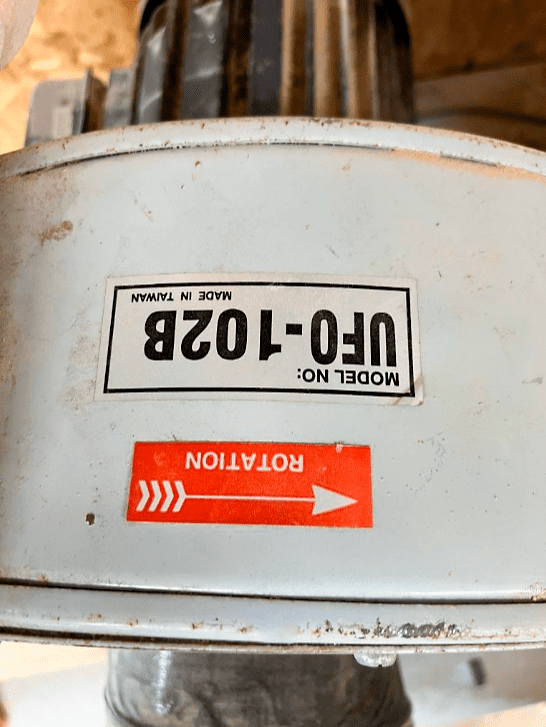 MODEL NO:
UFO-102B
MADE IN TAIWAN
ROTATION